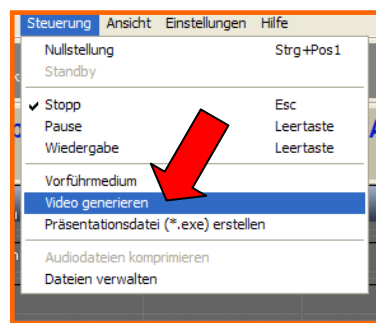 Steuerung Ansicht Einstellungen Hilfe
Nullstellung Strg+Pos1
Standby
Stopp Esc
Pause Leertaste
Wiedergabe Leertaste
Vorführmedium
Video generieren
Präsentationsdatei (*.exe) erstellen
Audiodateien komprimieren
Dateien verwalten